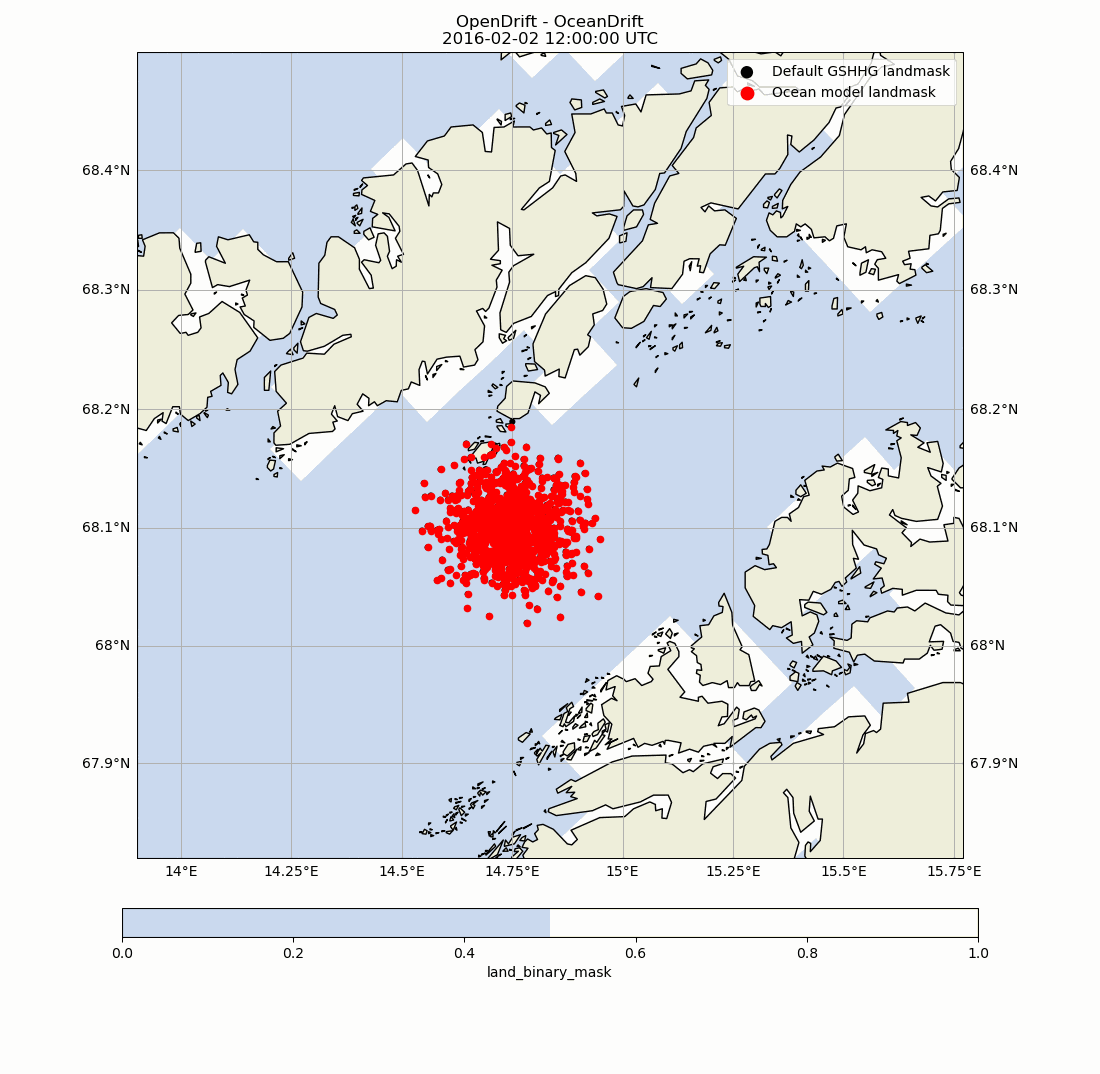 OpenDrift - OceanDrift
2016-02-02 12:00:00 UTC
Default GSHHG landmask
Ocean model landmask
68.4°N 68.4°N
68.3°N 68.3°N
68.2°N 68.2°N
68.1°N 68.1°N
68°N 68°N
67.9°N 67.9°N
14°E 14.25°E 14.5°E 14.75°E 15°E 15.25°E 15.5°E 15.75°E
0.0 0.2 0.4 0.6 0.8 1.0
land_binary_mask